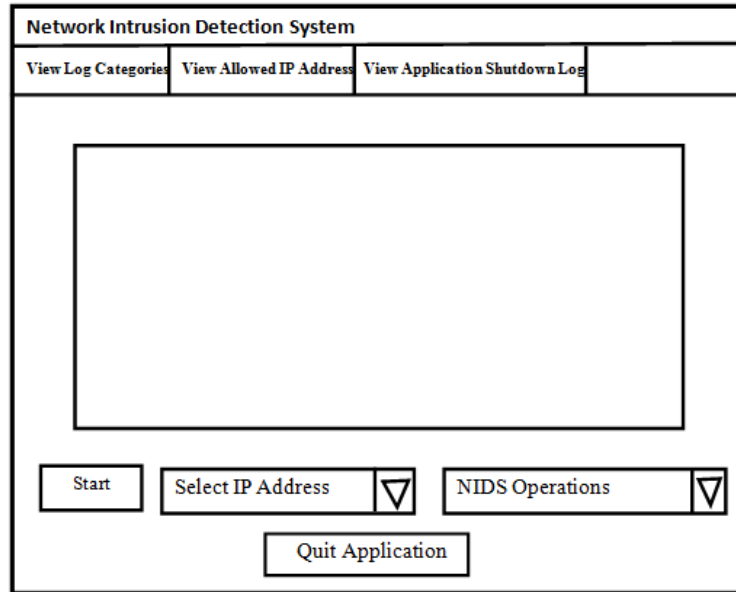 Network Intrusion Detection System
View Log Categories View Allowed IP Address View Application Shutdown Log
Start Select IP Address NIDS Operations
Quit Application